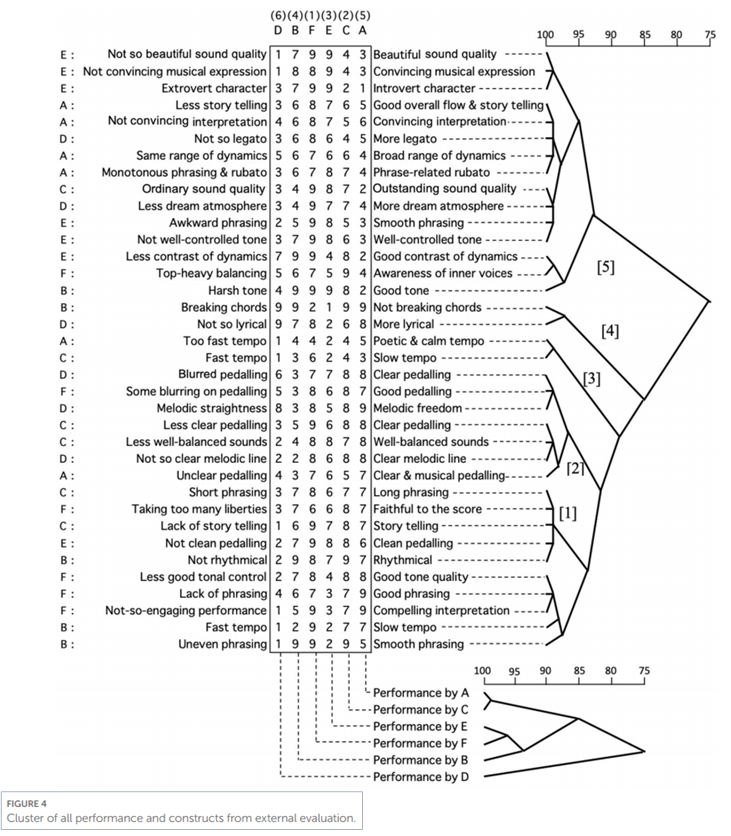 (6)(4)(1)(3)(2)(5)
D B F E C A
100 95 90 85 80 75
E : Not so beautiful sound quality 1 7 9 9 4 3 Beautiful sound quality
E : Not convincing musical expression 1 8 8 9 4 3 Convincing musical expression
E : Extrovert character 3 7 9 9 2 1 Introvert character
A : Less story telling 3 6 8 7 6 5 Good overall flow & story telling
A : Not convincing interpretation 4 6 8 7 5 6 Convincing interpretation
D : Not so legato 3 6 8 6 4 5 More legato
A : Same range of dynamics 5 6 7 6 6 4 Broad range of dynamics
A : Monotonous phrasing & rubato 3 6 7 8 7 4 Phrase-related rubato
C : Ordinary sound quality 3 4 9 8 7 2 Outstanding sound quality
D : Less dream atmosphere 3 4 9 7 7 4 More dream atmosphere
E : Awkward phrasing 2 5 9 8 5 3 Smooth phrasing
E : Not well-controlled tone 3 7 9 8 6 3 Well-controlled tone
E : Less contrast of dynamics 7 9 9 4 8 2 Good contrast of dynamics
F : Top-heavy balancing 5 6 7 5 9 4 Awareness of inner voices
B : Harsh tone 4 9 9 9 8 2 Good tone
B : Breaking chords 9 9 2 1 9 9 Not breaking chords
D : Not so lyrical 9 7 8 2 6 8 More lyrical
A : Too fast tempo 1 4 4 2 4 5 Poetic & calm tempo
C : Fast tempo 1 3 6 2 4 3 Slow tempo
D : Blurred pedalling 6 3 7 7 8 8 Clear pedalling
F : Some blurring on pedalling 5 3 8 6 8 7 Good pedalling
D : Melodic straightness 8 3 8 5 8 9 Melodic freedom
C : Less clear pedalling 3 5 9 6 8 8 Clear pedalling
C : Less well-balanced sounds 2 4 8 8 7 8 Well-balanced sounds
D : Not so clear melodic line 2 2 8 6 8 8 Clear melodic line
A : Unclear pedalling 4 3 7 6 5 7 Clear & musical pedalling
C : Short phrasing 3 7 8 6 7 7 Long phrasing
F : Taking too many liberties 3 7 6 6 8 7 Faithful to the score
C : Lack of story telling 1 6 9 7 8 7 Story telling
E : Not clean pedalling 2 7 9 8 8 6 Clean pedalling
B : Not rhythmical 2 9 8 7 9 7 Rhythmical
F : Less good tonal control 2 7 8 4 8 8 Good tone quality
F : Lack of phrasing 4 6 7 3 7 9 Good phrasing
F : Not-so-engaging performance 1 5 9 3 7 9 Compelling interpretation
B : Fast tempo 1 2 9 2 7 7 Slow tempo
B : Uneven phrasing 1 9 9 2 9 5 Smooth phrasing
[5]
[4]
[3]
[2]
[1]
100 95 90 85 80 75
Performance by A
Performance by C
Performance by E
Performance by F
Performance by B
Performance by D
FIGURE 4
Cluster of all performance and constructs from external evaluation.